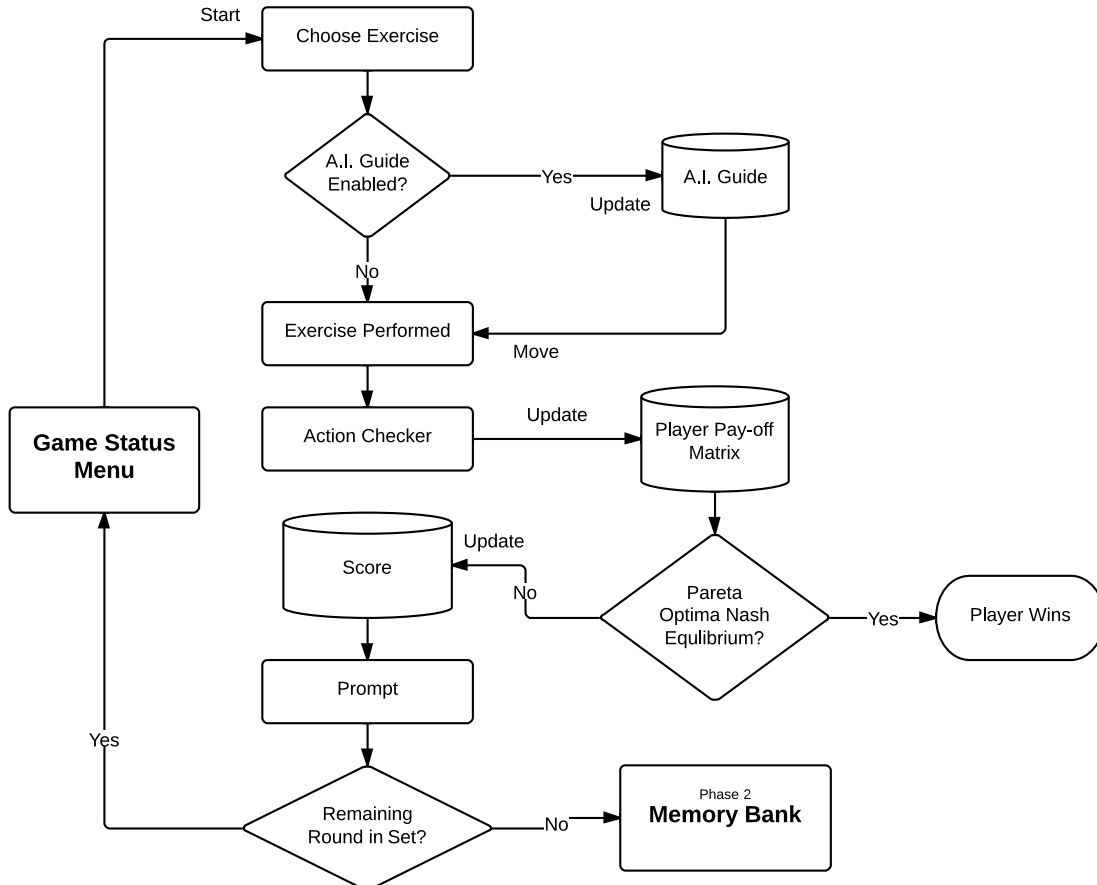 Start
Choose Exercise
A.I. Guide
Enabled?
Yes
A.I. Guide
Update
No
Exercise Performed
Move
Action Checker
Update
Player Pay-off
Matrix
Game Status
Menu
Score
Update
No
Pareta
Optima Nash
Equlibrium?
Yes
Player Wins
Prompt
Yes
Remaining
Round in Set?
No
Phase 2
Memory Bank